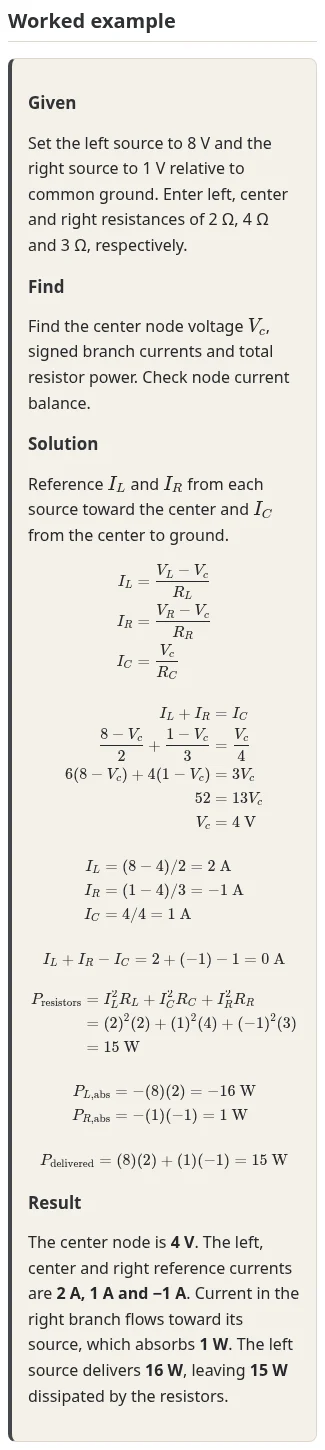 Worked example
Given
Set the left source to 8 V and the
right source to 1 V relative to
common ground. Enter left, center
and right resistances of 2 Ω, 4 Ω
and 3 Ω, respectively.
Find
Find the center node voltage V_c,
signed branch currents and total
resistor power. Check node current
balance.
Solution
Reference I_L and I_R from each
source toward the center and I_C
from the center to ground.
I_L = \frac{V_L − V_c}{R_L}
I_R = \frac{V_R − V_c}{R_R}
I_C = \frac{V_c}{R_C}
I_L + I_R = I_C
\frac{8 − V_c}{2} + \frac{1 − V_c}{3} = \frac{V_c}{4}
6(8 − V_c) + 4(1 − V_c) = 3V_c
52 = 13V_c
V_c = 4 V
I_L = (8 − 4)/2 = 2 A
I_R = (1 − 4)/3 = −1 A
I_C = 4/4 = 1 A
I_L + I_R − I_C = 2 + (−1) − 1 = 0 A
P_resistors = I_L^2 R_L + I_C^2 R_C + I_R^2 R_R
= (2)^2(2) + (1)^2(4) + (−1)^2(3)
= 15 W
P_{L,abs} = −(8)(2) = −16 W
P_{R,abs} = −(1)(−1) = 1 W
P_delivered = (8)(2) + (1)(−1) = 15 W
Result
The center node is 4 V. The left,
center and right reference currents
are 2 A, 1 A and −1 A. Current in the
right branch flows toward its
source, which absorbs 1 W. The left
source delivers 16 W, leaving 15 W
dissipated by the resistors.